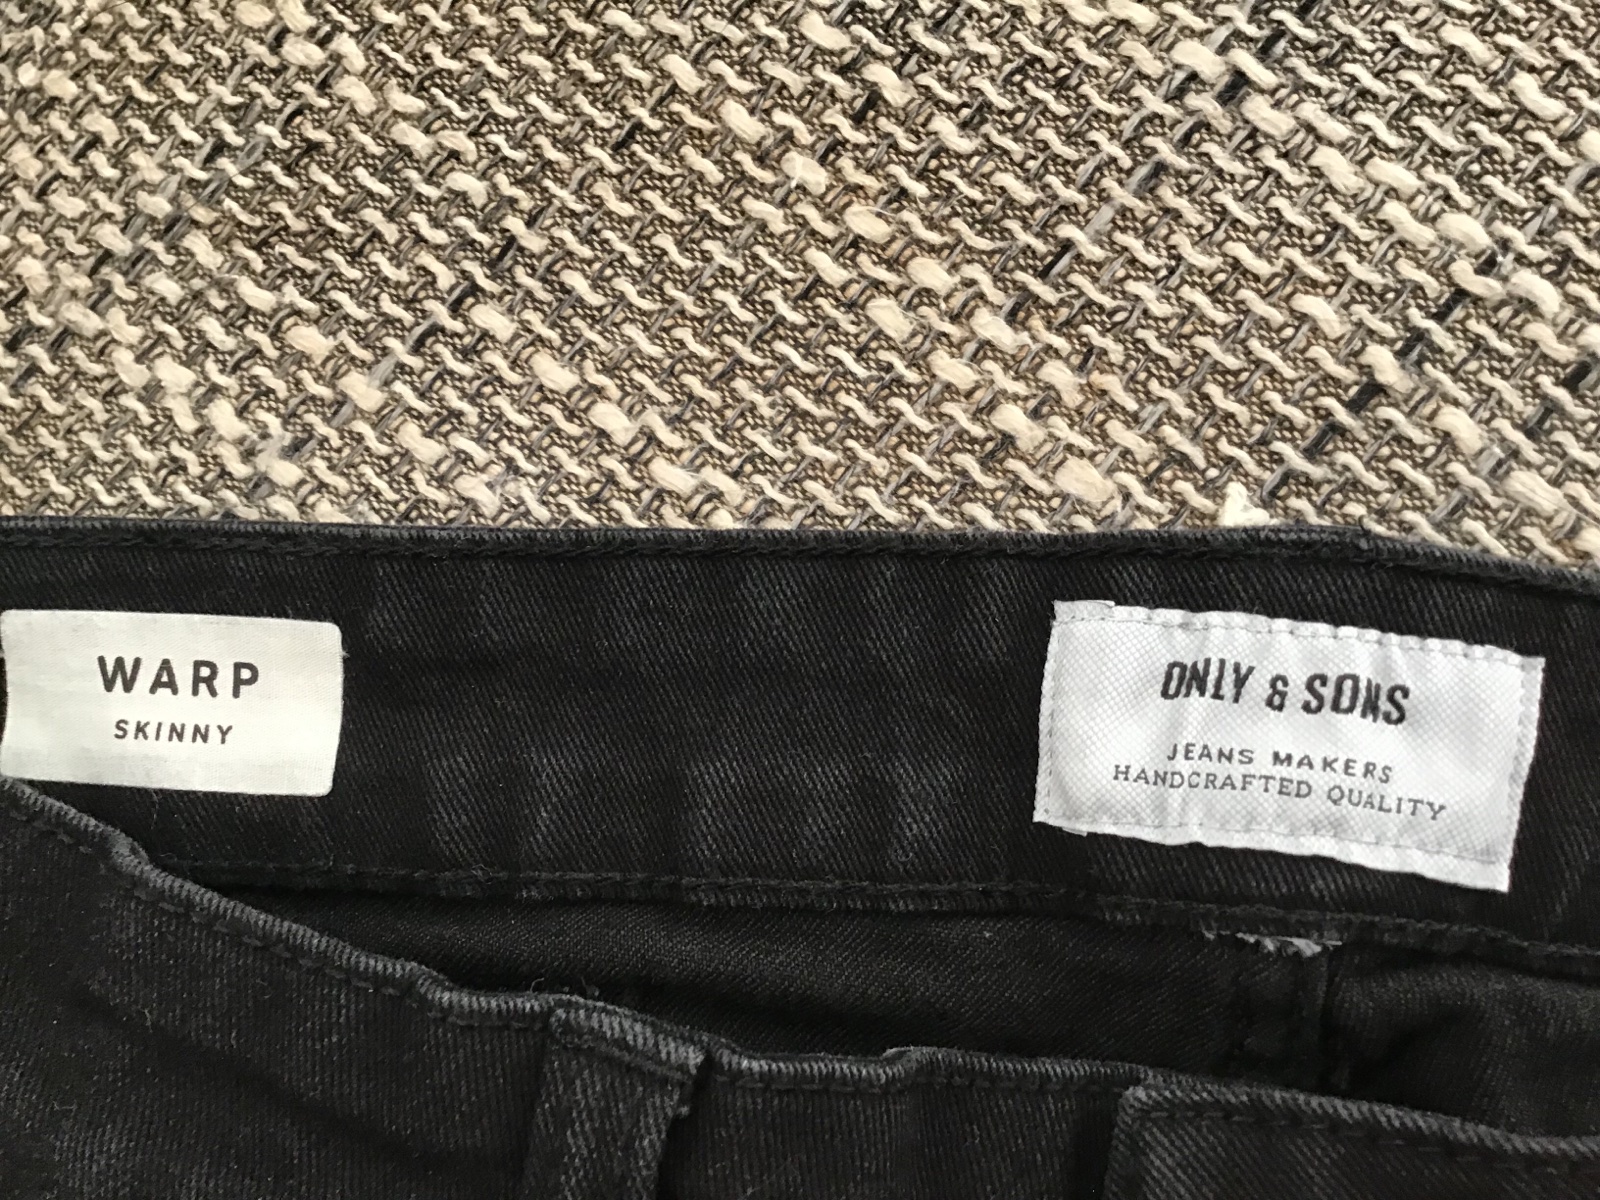 WARP
SKINNY
ONLY & SONS
JEANS MAKERS
HANDCRAFTED QUALITY